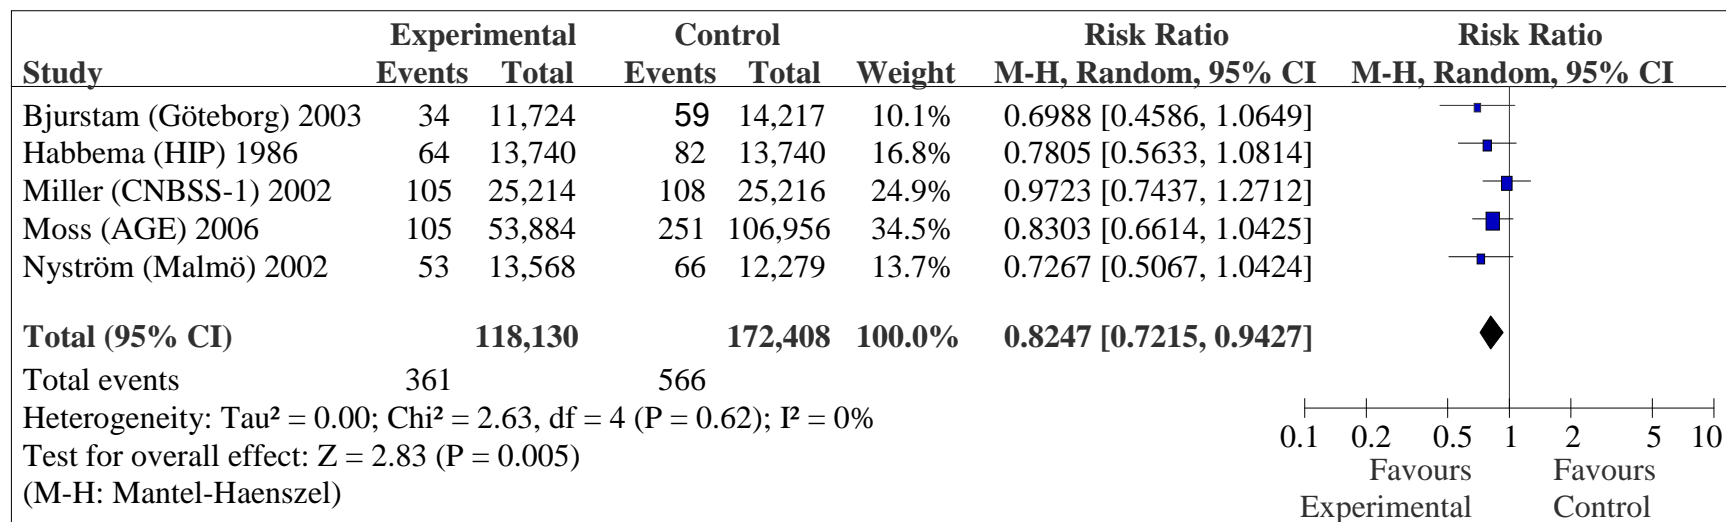 Experimental Control Risk Ratio Risk Ratio
Study Events Total Events Total Weight M-H, Random, 95% CI M-H, Random, 95% CI
Bjurstam (Göteborg) 2003 34 11,724 59 14,217 10.1% 0.6988 [0.4586, 1.0649]
Habbema (HIP) 1986 64 13,740 82 13,740 16.8% 0.7805 [0.5633, 1.0814]
Miller (CNBSS-1) 2002 105 25,214 108 25,216 24.9% 0.9723 [0.7437, 1.2712]
Moss (AGE) 2006 105 53,884 251 106,956 34.5% 0.8303 [0.6614, 1.0425]
Nyström (Malmö) 2002 53 13,568 66 12,279 13.7% 0.7267 [0.5067, 1.0424]
Total (95% CI) 118,130 172,408 100.0% 0.8247 [0.7215, 0.9427]
Total events 361 566
Heterogeneity: Tau² = 0.00; Chi² = 2.63, df = 4 (P = 0.62); I² = 0%
Test for overall effect: Z = 2.83 (P = 0.005)
(M-H: Mantel-Haenszel)
0.1 0.2 0.5 1 2 5 10
Favours Favours
Experimental Control